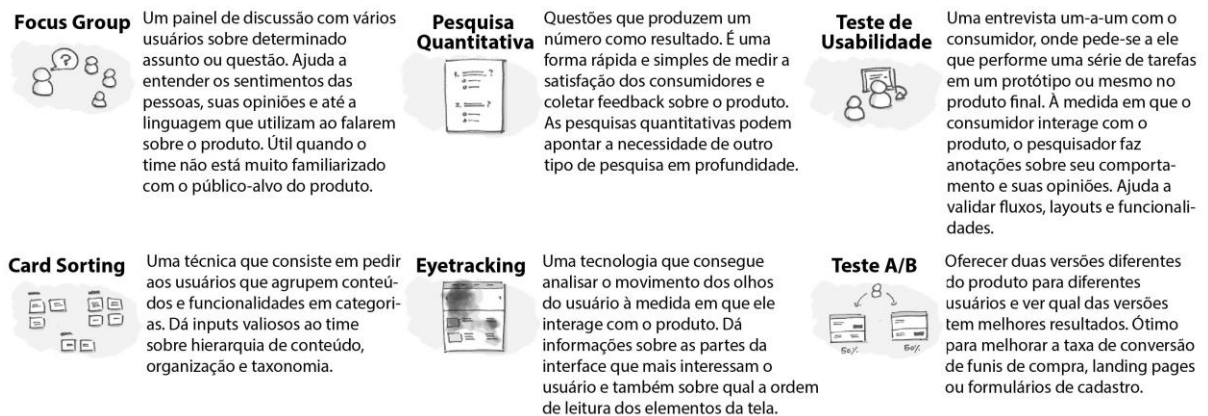 Focus Group
Um painel de discussão com vários
usuários sobre determinado
assunto ou questão. Ajuda a
entender os sentimentos das
pessoas, suas opiniões e até a
linguagem que utilizam ao falarem
sobre o produto. Útil quando o
time não está muito familiarizado
com o público-alvo do produto.
?
Pesquisa
Quantitativa
Questões que produzem um
número como resultado. É uma
forma rápida e simples de medir a
satisfação dos consumidores e
coletar feedback sobre o produto.
As pesquisas quantitativas podem
apontar a necessidade de outro
tipo de pesquisa em profundidade.
1. ?
2. ?
Teste de
Usabilidade
Uma entrevista um-a-um com o
consumidor, onde pede-se a ele
que performe uma série de tarefas
em um protótipo ou mesmo no
produto final. À medida em que o
consumidor interage com o
produto, o pesquisador faz
anotações sobre seu comporta-
mento e suas opiniões. Ajuda a
validar fluxos, layouts e funcionali-
dades.
Card Sorting
Uma técnica que consiste em pedir
aos usuários que agrupem conteú-
dos e funcionalidades em categori-
as. Dá inputs valiosos ao time
sobre hierarquia de conteúdo,
organização e taxonomia.
Eyetracking
Uma tecnologia que consegue
analisar o movimento dos olhos
do usuário à medida em que ele
interage com o produto. Dá
informações sobre as partes da
interface que mais interessam o
usuário e também sobre qual a ordem
de leitura dos elementos da tela.
Teste A/B
Oferecer duas versões diferentes
do produto para diferentes
usuários e ver qual das versões
tem melhores resultados. Ótimo
para melhorar a taxa de conversão
de funis de compra, landing pages
ou formulários de cadastro.
50% 50%